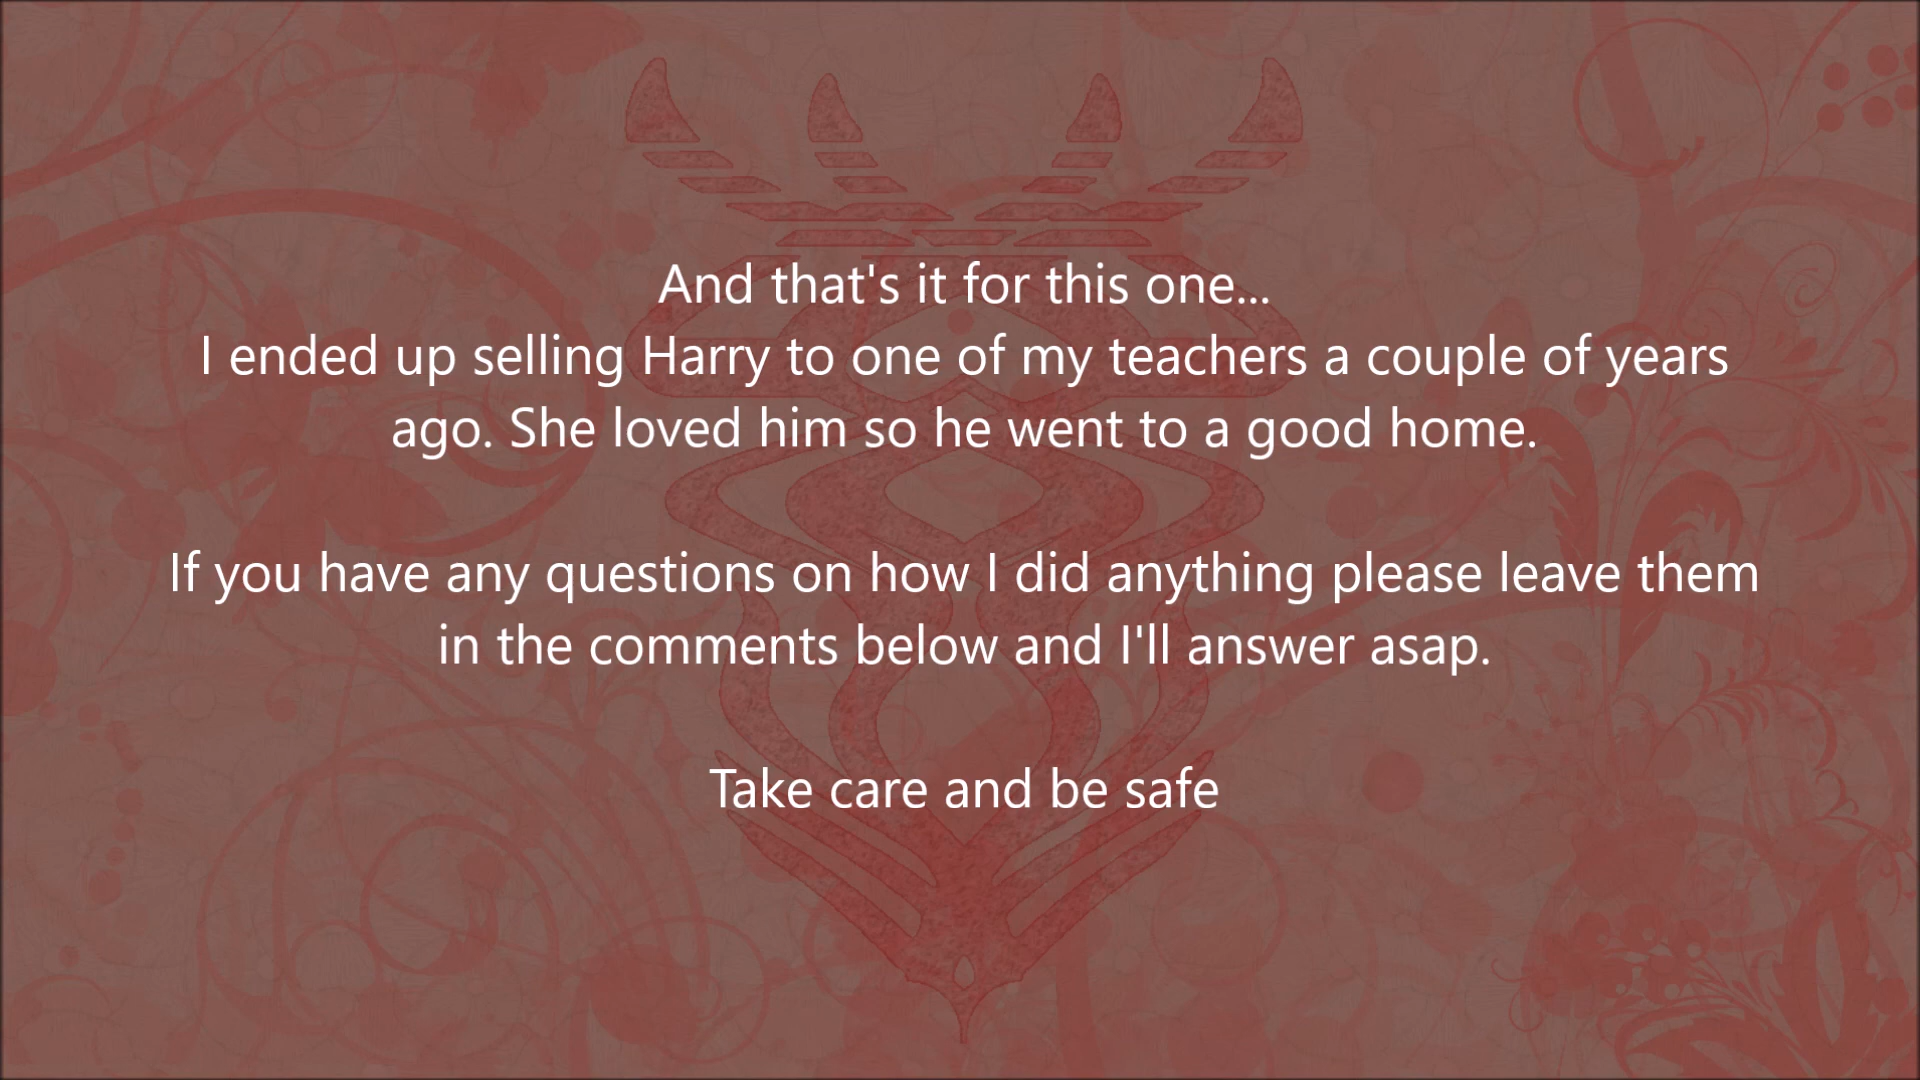 And that's it for this one...
I ended up selling Harry to one of my teachers a couple of years
ago. She loved him so he went to a good home.
If you have any questions on how I did anything please leave them
in the comments below and I'll answer asap.
Take care and be safe